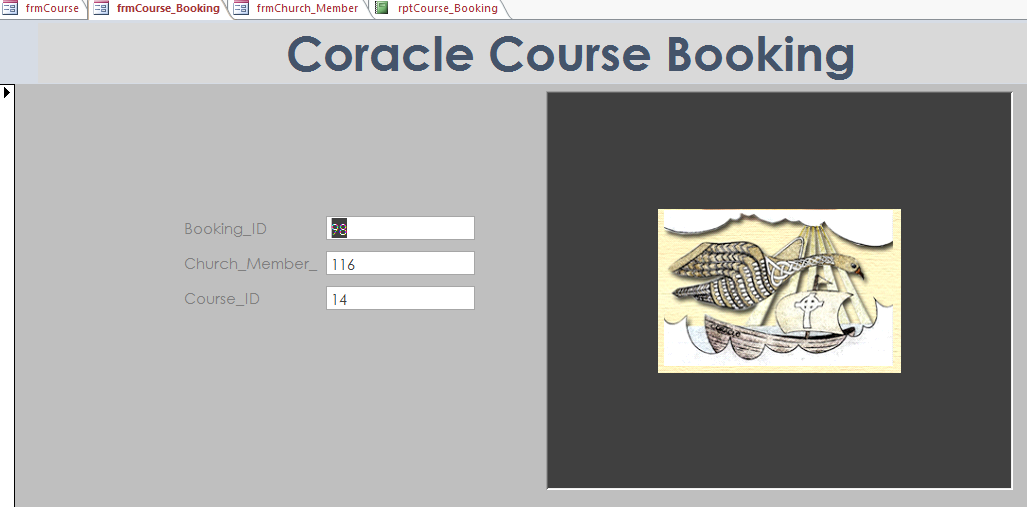 frmCourse frmCourse_Booking frmChurch_Member rptCourse_Booking
Coracle Course Booking
Booking_ID 98
Church_Member_ 116
Course_ID 14